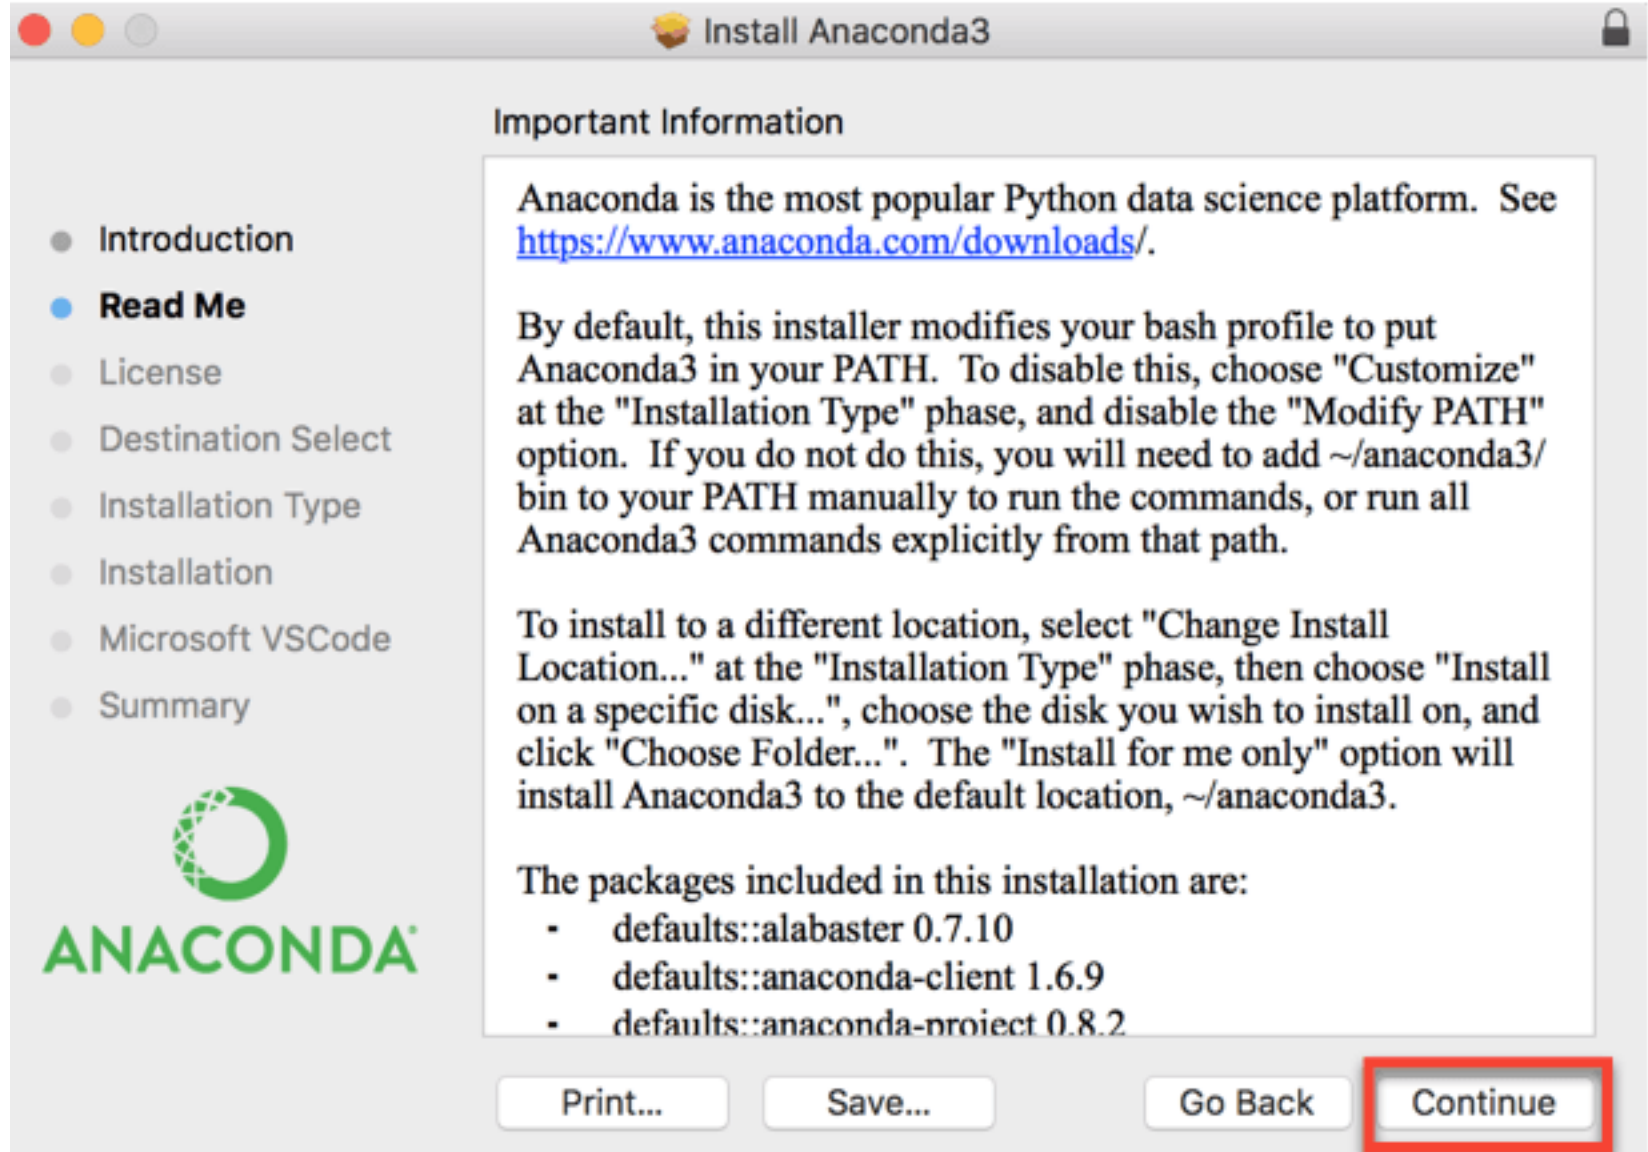 Install Anaconda3
Important Information
Introduction
Read Me
License
Destination Select
Installation Type
Installation
Microsoft VSCode
Summary
ANACONDA
Anaconda is the most popular Python data science platform.  See
https://www.anaconda.com/downloads/.
By default, this installer modifies your bash profile to put
Anaconda3 in your PATH.  To disable this, choose "Customize"
at the "Installation Type" phase, and disable the "Modify PATH"
option.  If you do not do this, you will need to add ~/anaconda3/
bin to your PATH manually to run the commands, or run all
Anaconda3 commands explicitly from that path.
To install to a different location, select "Change Install
Location..." at the "Installation Type" phase, then choose "Install
on a specific disk...", choose the disk you wish to install on, and
click "Choose Folder...".  The "Install for me only" option will
install Anaconda3 to the default location, ~/anaconda3.
The packages included in this installation are:
- defaults::alabaster 0.7.10
- defaults::anaconda-client 1.6.9
- defaults::anaconda-project 0.8.2
Print...
Save...
Go Back
Continue